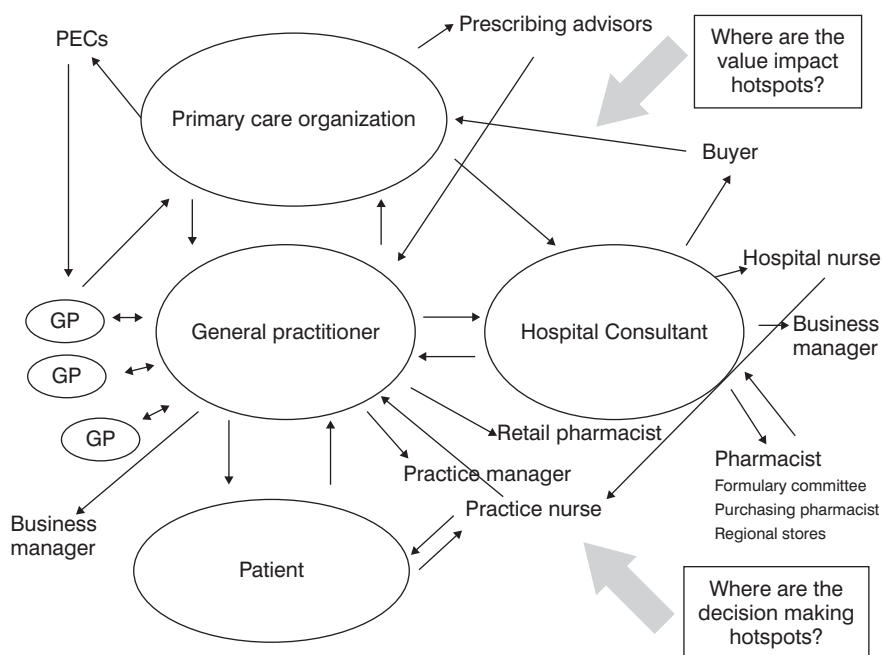 PECs
Prescribing advisors
Where are the
value impact
hotspots?
Primary care organization
Buyer
Hospital nurse
GP
General practitioner
Hospital Consultant
Business
manager
GP
GP
Retail pharmacist
Practice manager
Pharmacist
Formulary committee
Purchasing pharmacist
Regional stores
Practice nurse
Business
manager
Patient
Where are the
decision making
hotspots?